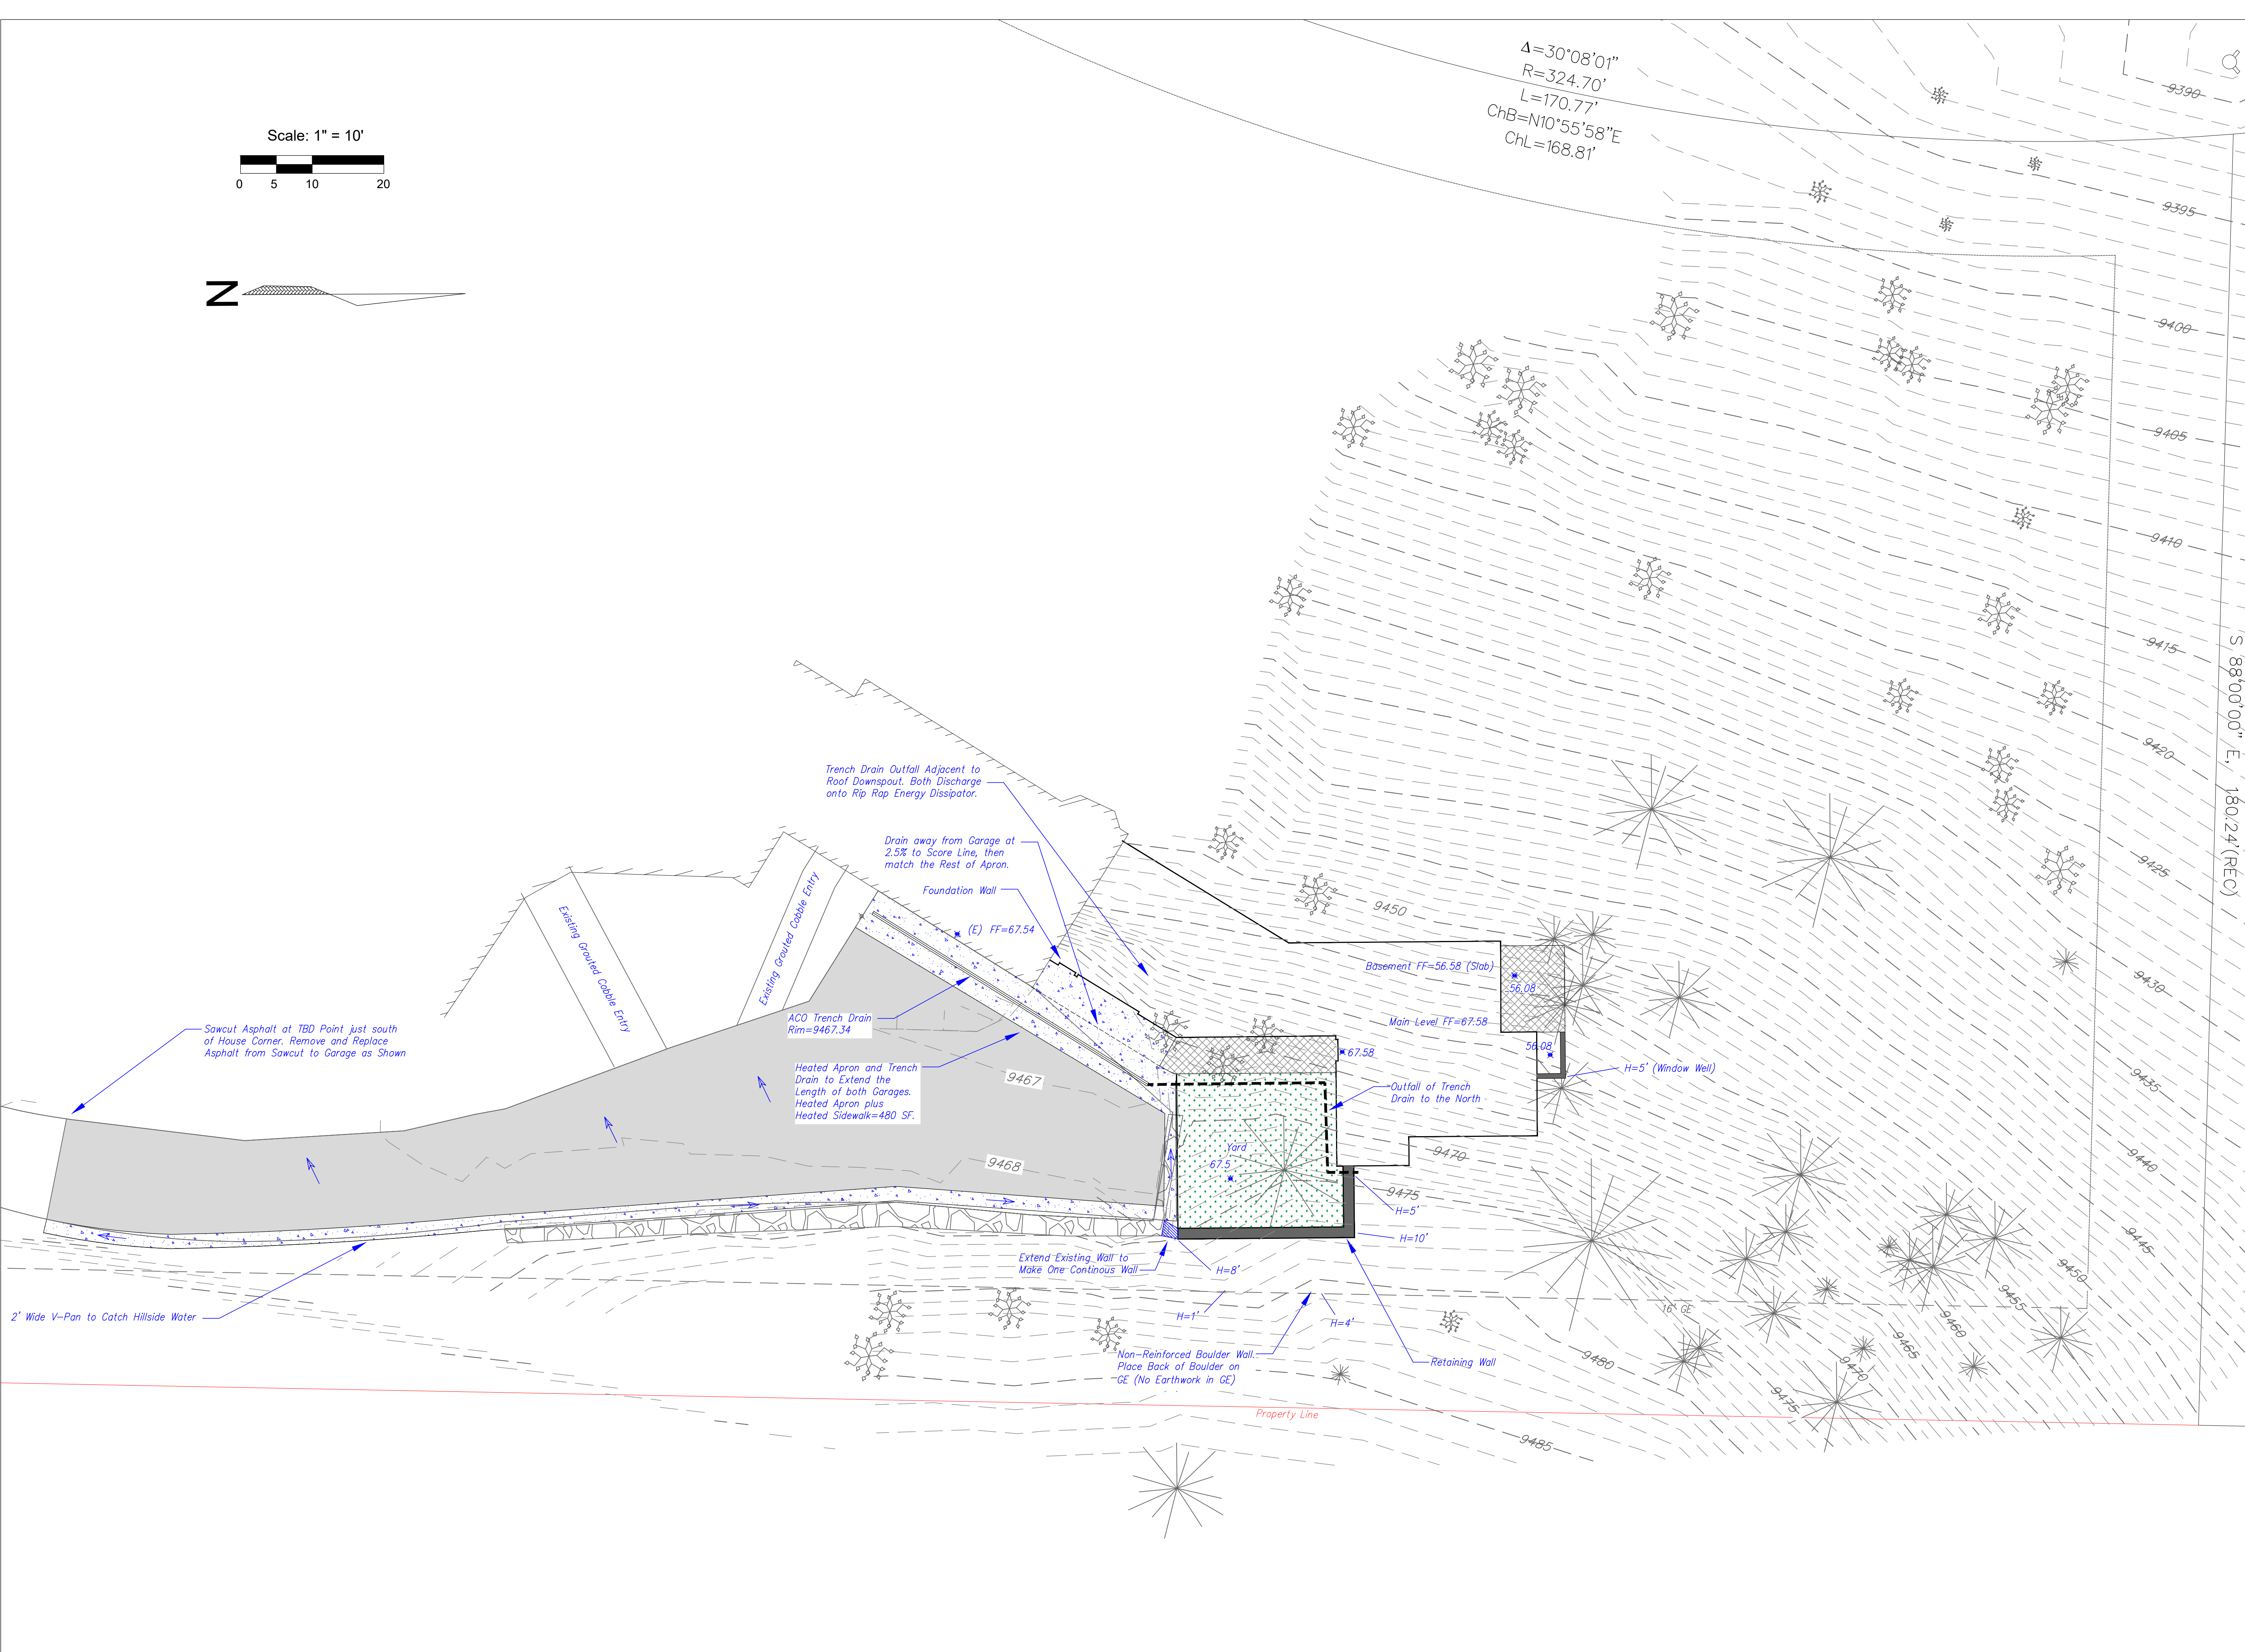 Δ=30°08'01"
R=324.70'
L=170.77'
ChB=N10°55'58"E
ChL=168.81'
Scale: 1" = 10'
0 5 10 20
N
9390
9395
9400
9405
9410
9415
9420
9425
9430
9435
9440
9445
9450
9455
9460
9465
9470
9475
S 88°00'00" E, 180.24'(REC)
Trench Drain Outfall Adjacent to
Roof Downspout. Both Discharge
onto Rip Rap Energy Dissipator.
Drain away from Garage at
2.5% to Score Line, then
match the Rest of Apron.
Foundation Wall
(E) FF=67.54
Existing Grouted Cobble Entry
Existing Grouted Cobble Entry
ACO Trench Drain
Rim=9467.34
Heated Apron and Trench
Drain to Extend the
Length of both Garages.
Heated Apron plus
Heated Sidewalk=480 SF.
Sawcut Asphalt at TBD Point just south
of House Corner. Remove and Replace
Asphalt from Sawcut to Garage as Shown
9467
9468
9450
Basement FF=56.58 (Slab)
56.08
Main Level FF=67.58
56.08
67.58
H=5' (Window Well)
Outfall of Trench
Drain to the North
Yard
67.5
9470
9475
H=5'
H=10'
Extend Existing Wall to
Make One Continous Wall
H=8'
2' Wide V-Pan to Catch Hillside Water
H=1'
H=4'
16' GE
Non-Reinforced Boulder Wall.
Place Back of Boulder on
GE (No Earthwork in GE)
Retaining Wall
9480
Property Line
9485